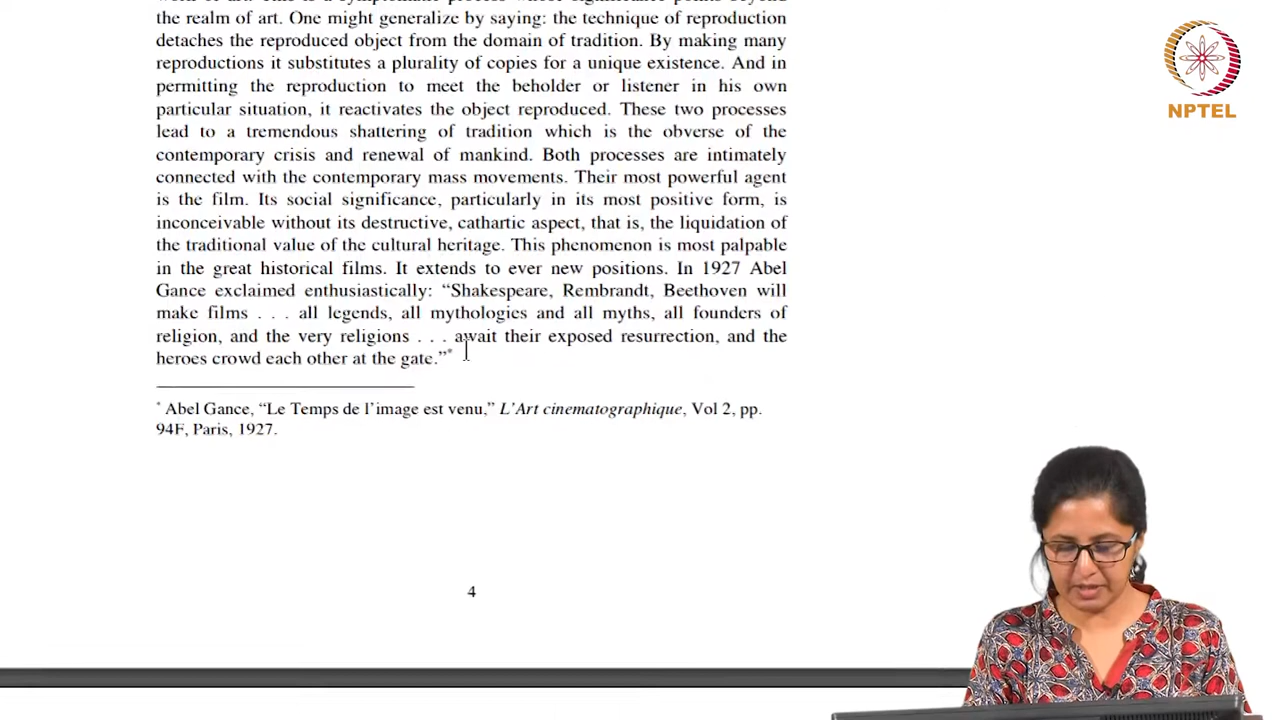 the realm of art. One might generalize by saying: the technique of reproduction
detaches the reproduced object from the domain of tradition. By making many
reproductions it substitutes a plurality of copies for a unique existence. And in
permitting the reproduction to meet the beholder or listener in his own
particular situation, it reactivates the object reproduced. These two processes
lead to a tremendous shattering of tradition which is the obverse of the
contemporary crisis and renewal of mankind. Both processes are intimately
connected with the contemporary mass movements. Their most powerful agent
is the film. Its social significance, particularly in its most positive form, is
inconceivable without its destructive, cathartic aspect, that is, the liquidation of
the traditional value of the cultural heritage. This phenomenon is most palpable
in the great historical films. It extends to ever new positions. In 1927 Abel
Gance exclaimed enthusiastically: “Shakespeare, Rembrandt, Beethoven will
make films . . . all legends, all mythologies and all myths, all founders of
religion, and the very religions . . . await their exposed resurrection, and the
heroes crowd each other at the gate.”*
* Abel Gance, “Le Temps de l’image est venu,” L’Art cinematographique, Vol 2, pp.
94F, Paris, 1927.
4
NPTEL